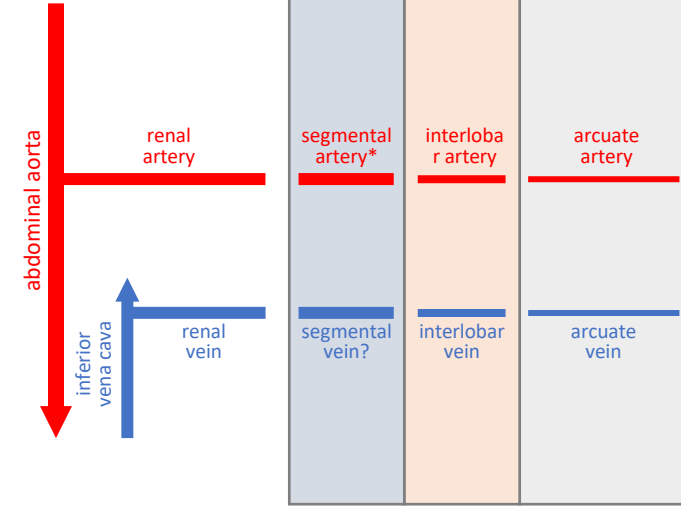 abdominal aorta
renal
artery
segmental
artery*
interloba
r artery
arcuate
artery
inferior
vena cava
renal
vein
segmental
vein?
interlobar
vein
arcuate
vein